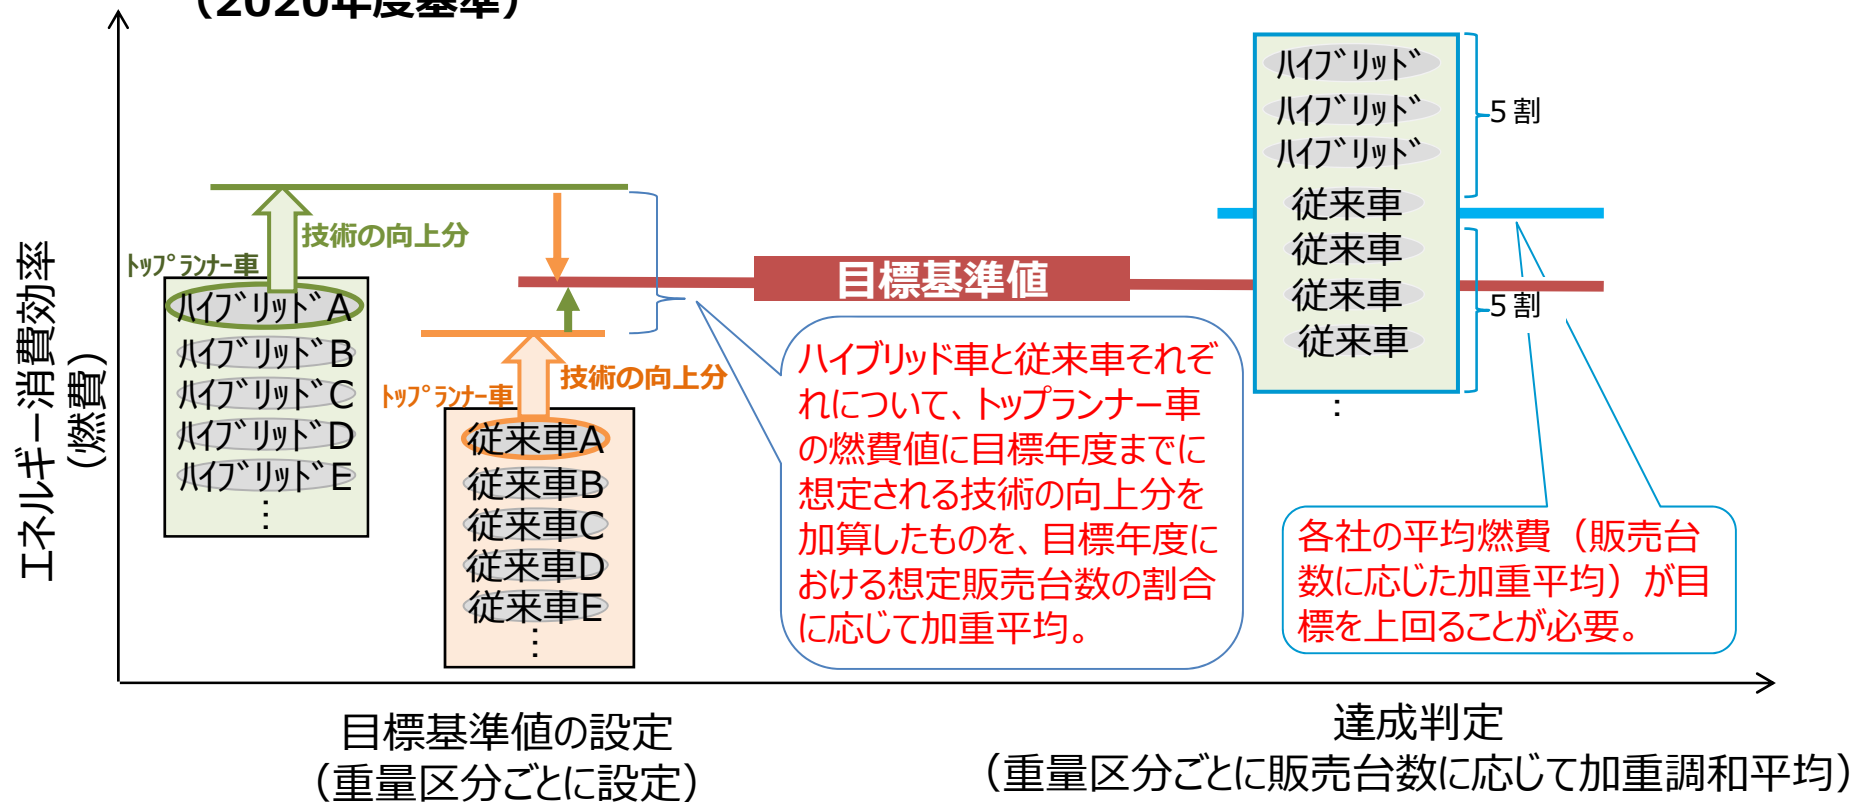 （2020年度基準）
エネルギー消費効率
（燃費）
トップランナー車
技術の向上分
ハイブリッドA
ハイブリッドB
ハイブリッドC
ハイブリッドD
ハイブリッドE
…
トップランナー車
技術の向上分
従来車A
従来車B
従来車C
従来車D
従来車E
…
目標基準値
ハイブリッド車と従来車それぞ
れについて、トップランナー車
の燃費値に目標年度までに
想定される技術の向上分を
加算したものを、目標年度に
おける想定販売台数の割合
に応じて加重平均。
ハイブリッド
ハイブリッド
ハイブリッド
従来車
従来車
従来車
従来車
：
5割
5割
各社の平均燃費（販売台
数に応じた加重平均）が目
標を上回ることが必要。
目標基準値の設定
（重量区分ごとに設定）
達成判定
（重量区分ごとに販売台数に応じて加重調和平均）